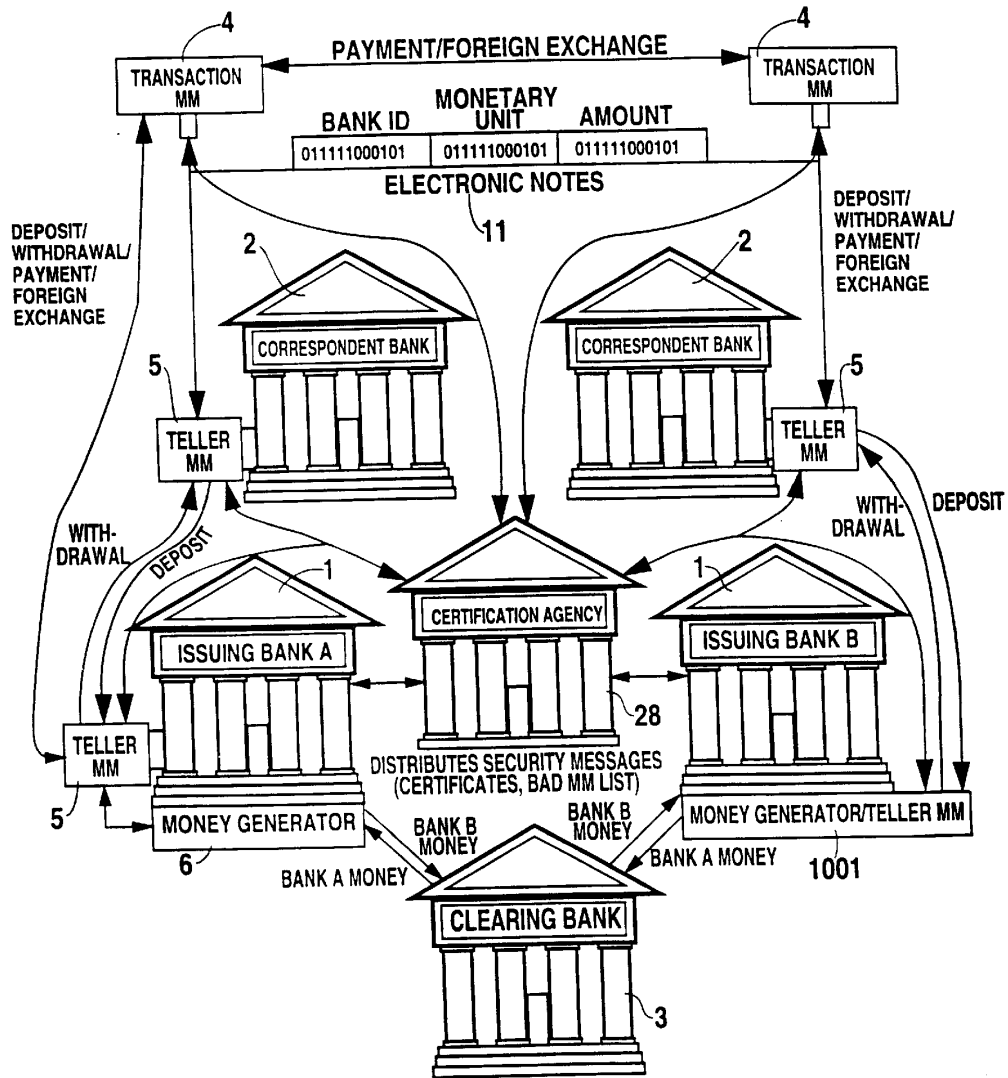 4
4
PAYMENT/FOREIGN EXCHANGE
TRANSACTION
MM
TRANSACTION
MM
BANK ID
MONETARY
UNIT
AMOUNT
011111000101
011111000101
011111000101
ELECTRONIC NOTES
11
DEPOSIT/
WITHDRAWAL/
PAYMENT/
FOREIGN
EXCHANGE
DEPOSIT/
WITHDRAWAL/
PAYMENT/
FOREIGN
EXCHANGE
2
2
CORRESPONDENT BANK
CORRESPONDENT BANK
5
5
TELLER
MM
TELLER
MM
WITH-
DRAWAL
DEPOSIT
WITH-
DRAWAL
DEPOSIT
1
1
CERTIFICATION AGENCY
ISSUING BANK A
ISSUING BANK B
28
TELLER
MM
5
DISTRIBUTES SECURITY MESSAGES
(CERTIFICATES, BAD MM LIST)
MONEY GENERATOR
6
MONEY GENERATOR/TELLER MM
1001
BANK B
MONEY
BANK B
MONEY
BANK A MONEY
BANK A MONEY
CLEARING BANK
3